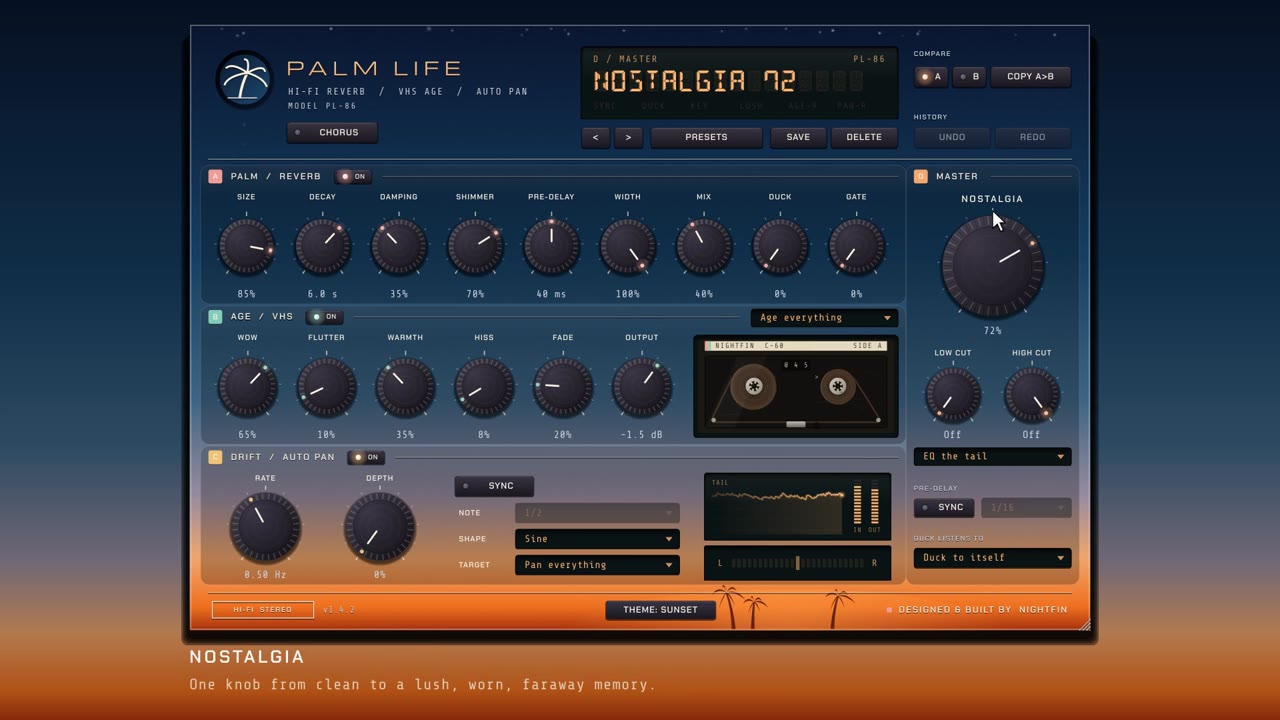 PALM LIFE
HI-FI REVERB / VHS AGE / AUTO PAN
MODEL PL-86
CHORUS
D / MASTER PL-86
NOSTALGIA 72
SYNC DUCK KEY LUSH AGE-R PAN-R
< > PRESETS SAVE DELETE
COMPARE
A B COPY A>B
HISTORY
UNDO REDO
A PALM / REVERB ON
SIZE DECAY DAMPING SHIMMER PRE-DELAY WIDTH MIX DUCK GATE
85% 6.0 s 35% 70% 40 ms 100% 40% 0% 0%
B AGE / VHS ON Age everything
WOW FLUTTER WARMTH HISS FADE OUTPUT
65% 10% 35% 8% 20% -1.5 dB
NIGHTFIN C-60 SIDE A
0 4 5
>
C DRIFT / AUTO PAN ON
RATE DEPTH
0.50 Hz 0%
SYNC
NOTE 1/2
SHAPE Sine
TARGET Pan everything
TAIL
IN OUT
L R
D MASTER
NOSTALGIA
72%
LOW CUT HIGH CUT
Off Off
EQ the tail
PRE-DELAY
SYNC 1/16
DUCK LISTENS TO
Duck to itself
HI-FI STEREO v1.4.2 THEME: SUNSET DESIGNED & BUILT BY NIGHTFIN
NOSTALGIA
One knob from clean to a lush, worn, faraway memory.